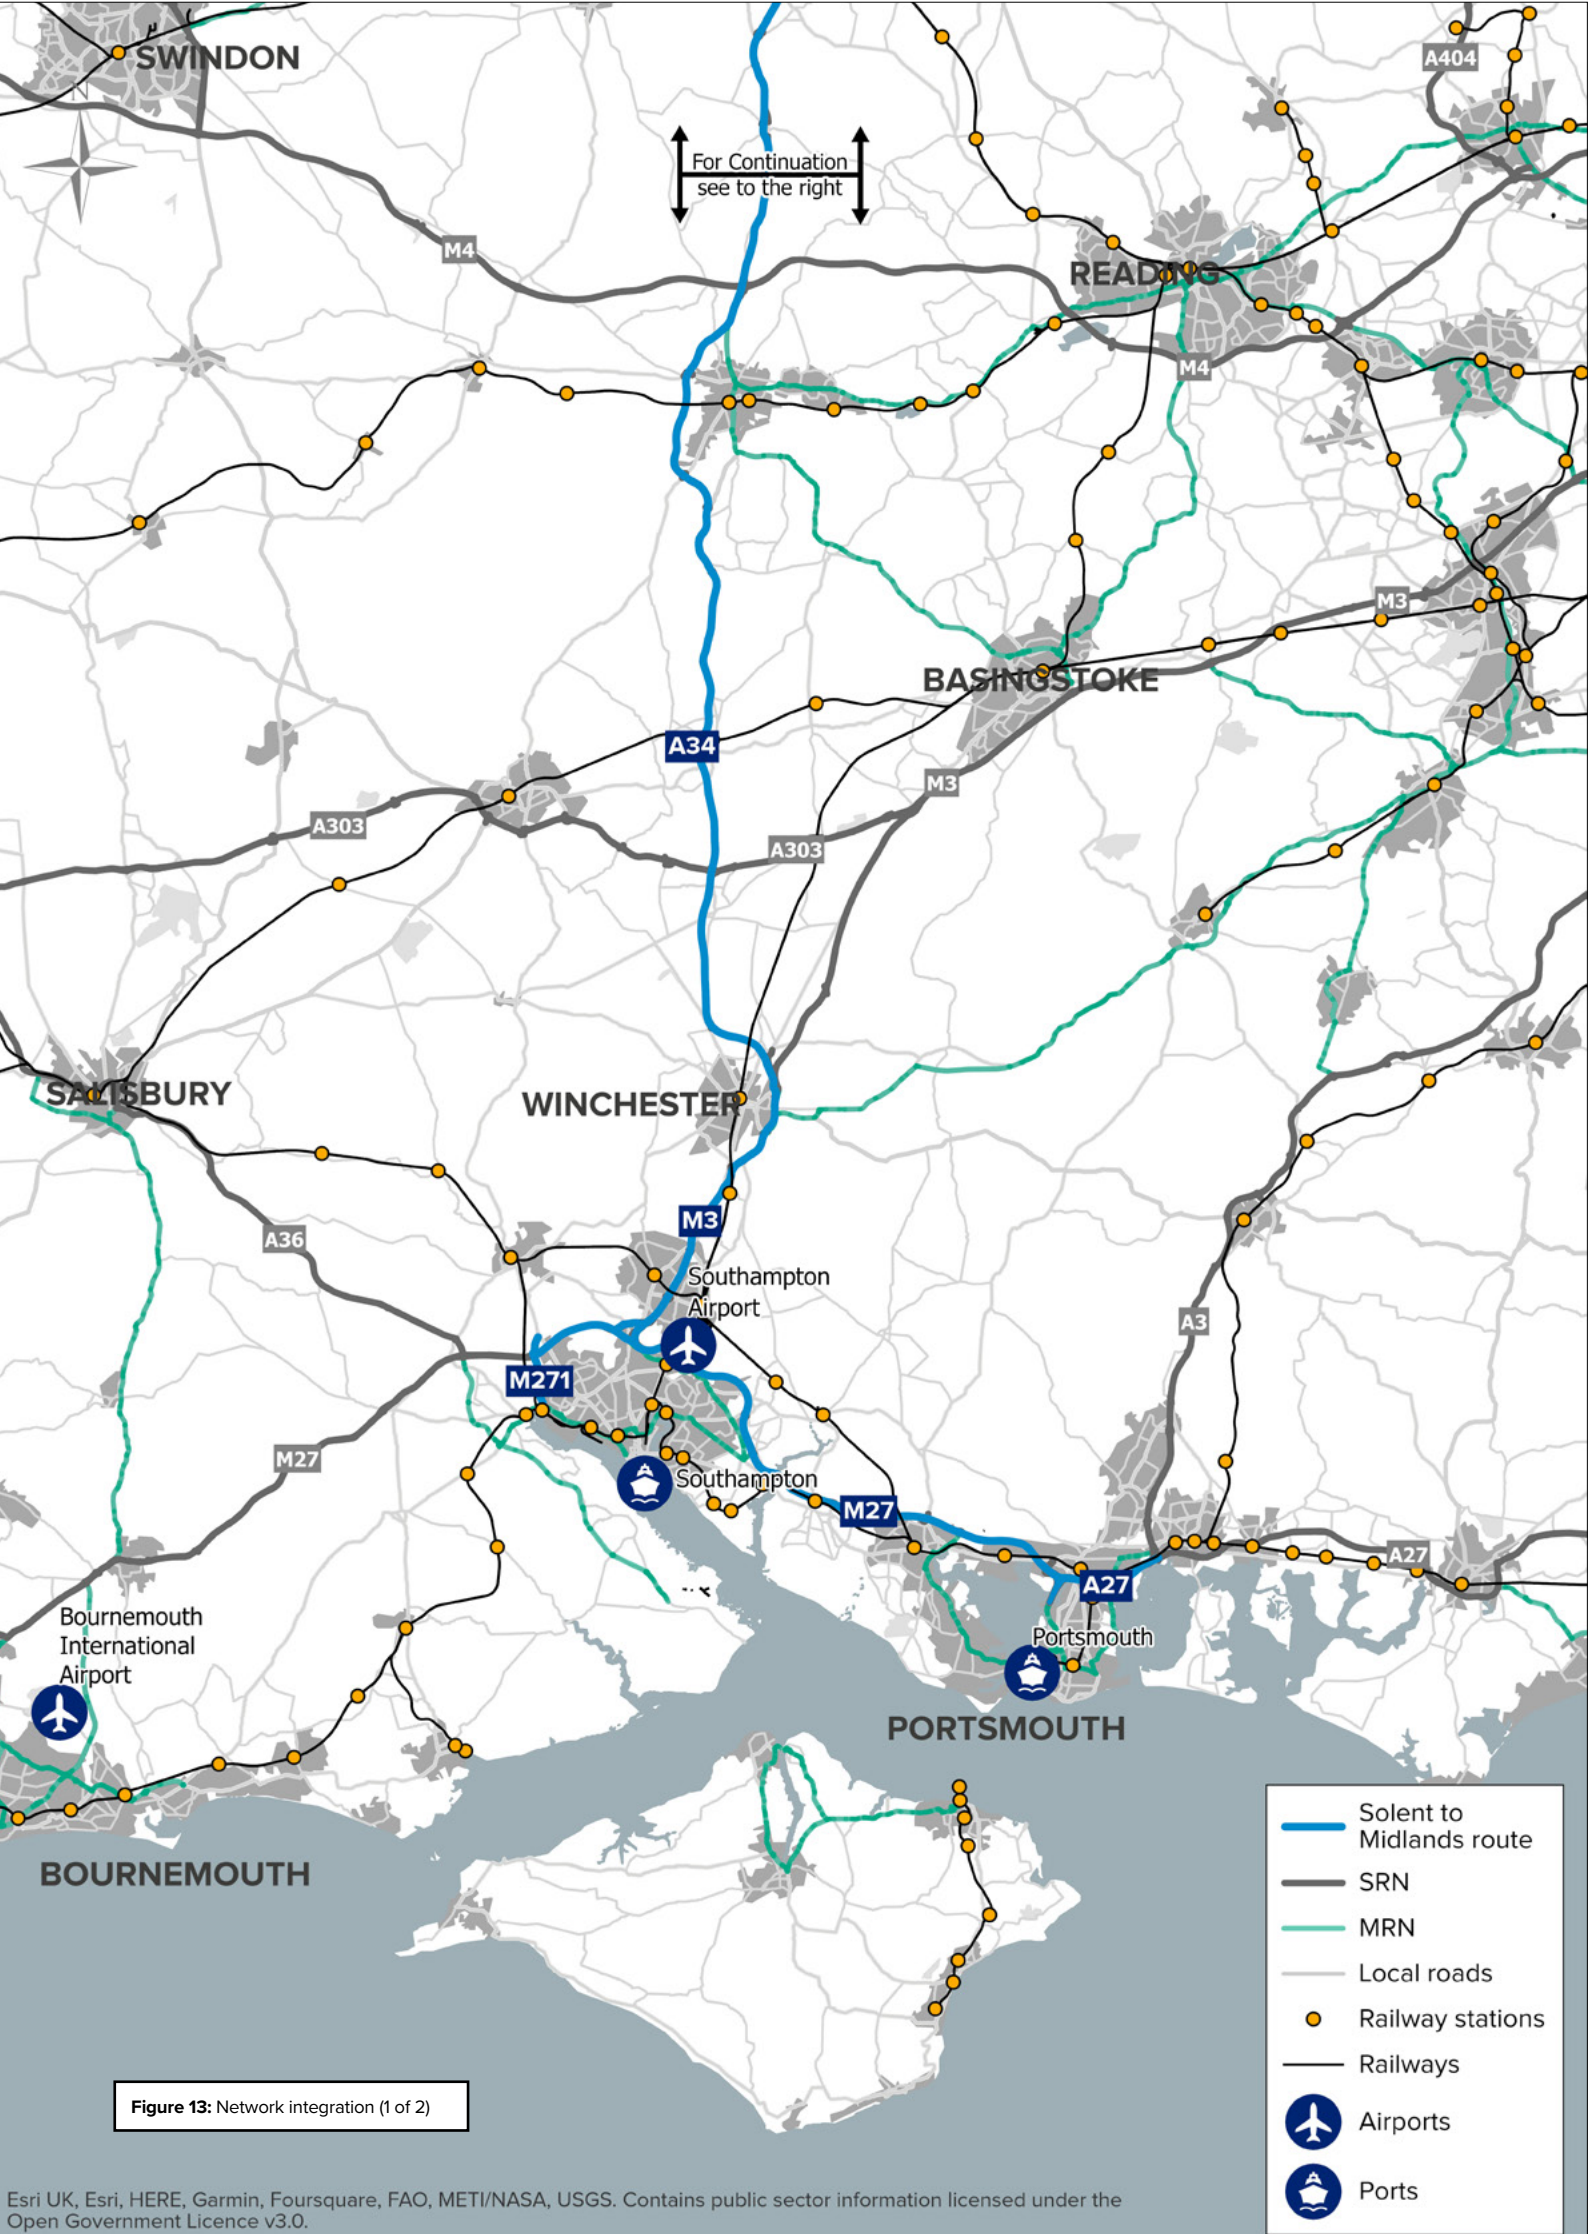 SWINDON
A404
N
For Continuation
see to the right
M4
READING
M4
M3
BASINGSTOKE
A34
M3
A303
A303
SALISBURY
WINCHESTER
M3
A36
Southampton
Airport
A3
M271
M27
Southampton
M27
A27
A27
Bournemouth
International
Airport
Portsmouth
PORTSMOUTH
BOURNEMOUTH
Solent to
Midlands route
SRN
MRN
Local roads
Railway stations
Railways
Airports
Ports
Figure 13: Network integration (1 of 2)
Esri UK, Esri, HERE, Garmin, Foursquare, FAO, METI/NASA, USGS. Contains public sector information licensed under the
Open Government Licence v3.0.